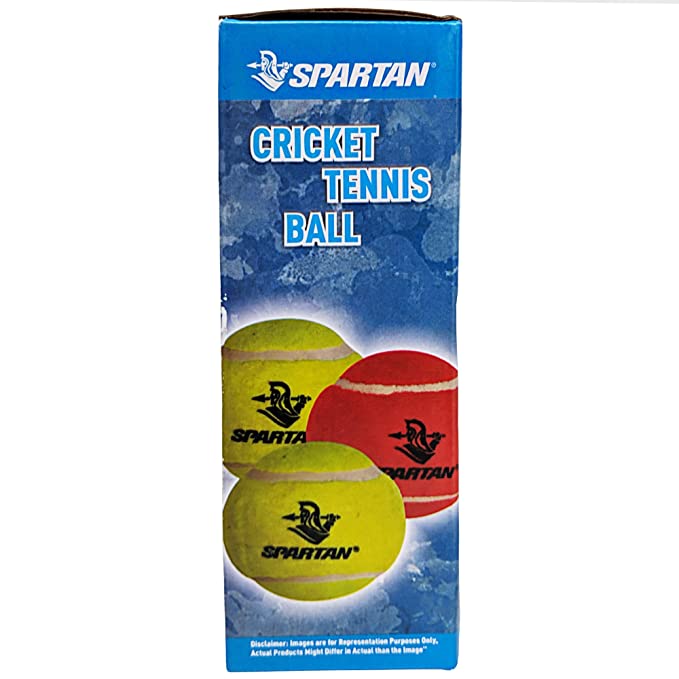 SPARTAN®
CRICKET
TENNIS
BALL
SPARTAN
SPARTAN®
SPARTAN®
Disclaimer: Images are for Representation Purposes Only,
Actual Products Might Differ in Actual than the Image"